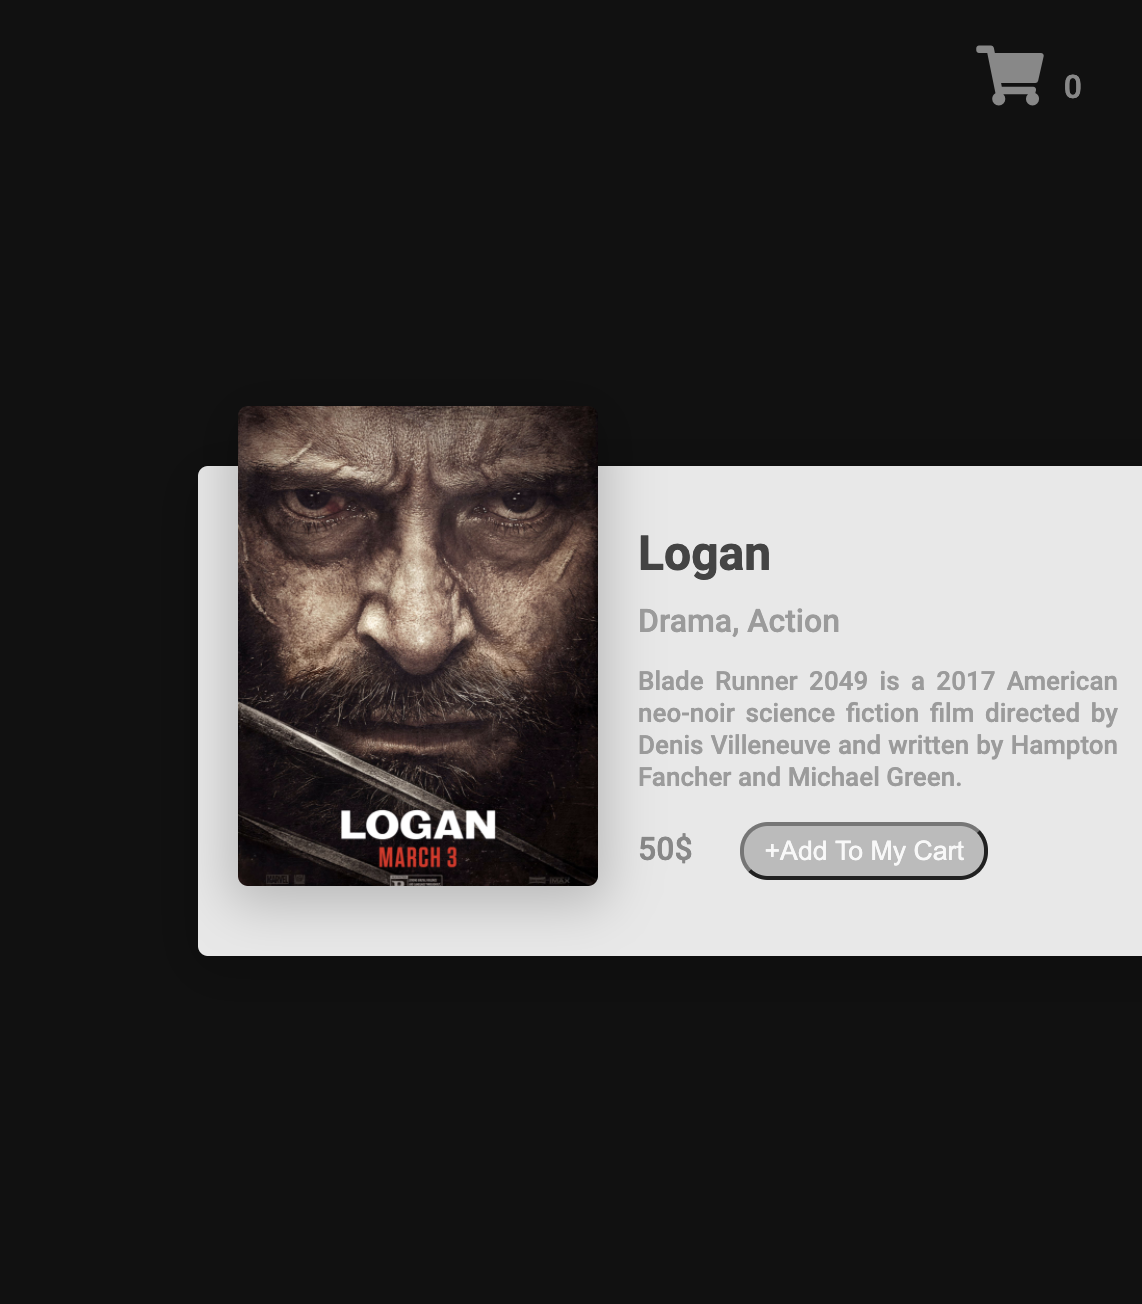 0
Logan
Drama, Action
Blade Runner 2049 is a 2017 American
neo-noir science fiction film directed by
Denis Villeneuve and written by Hampton
Fancher and Michael Green.
50$
+Add To My Cart
LOGAN
MARCH 3